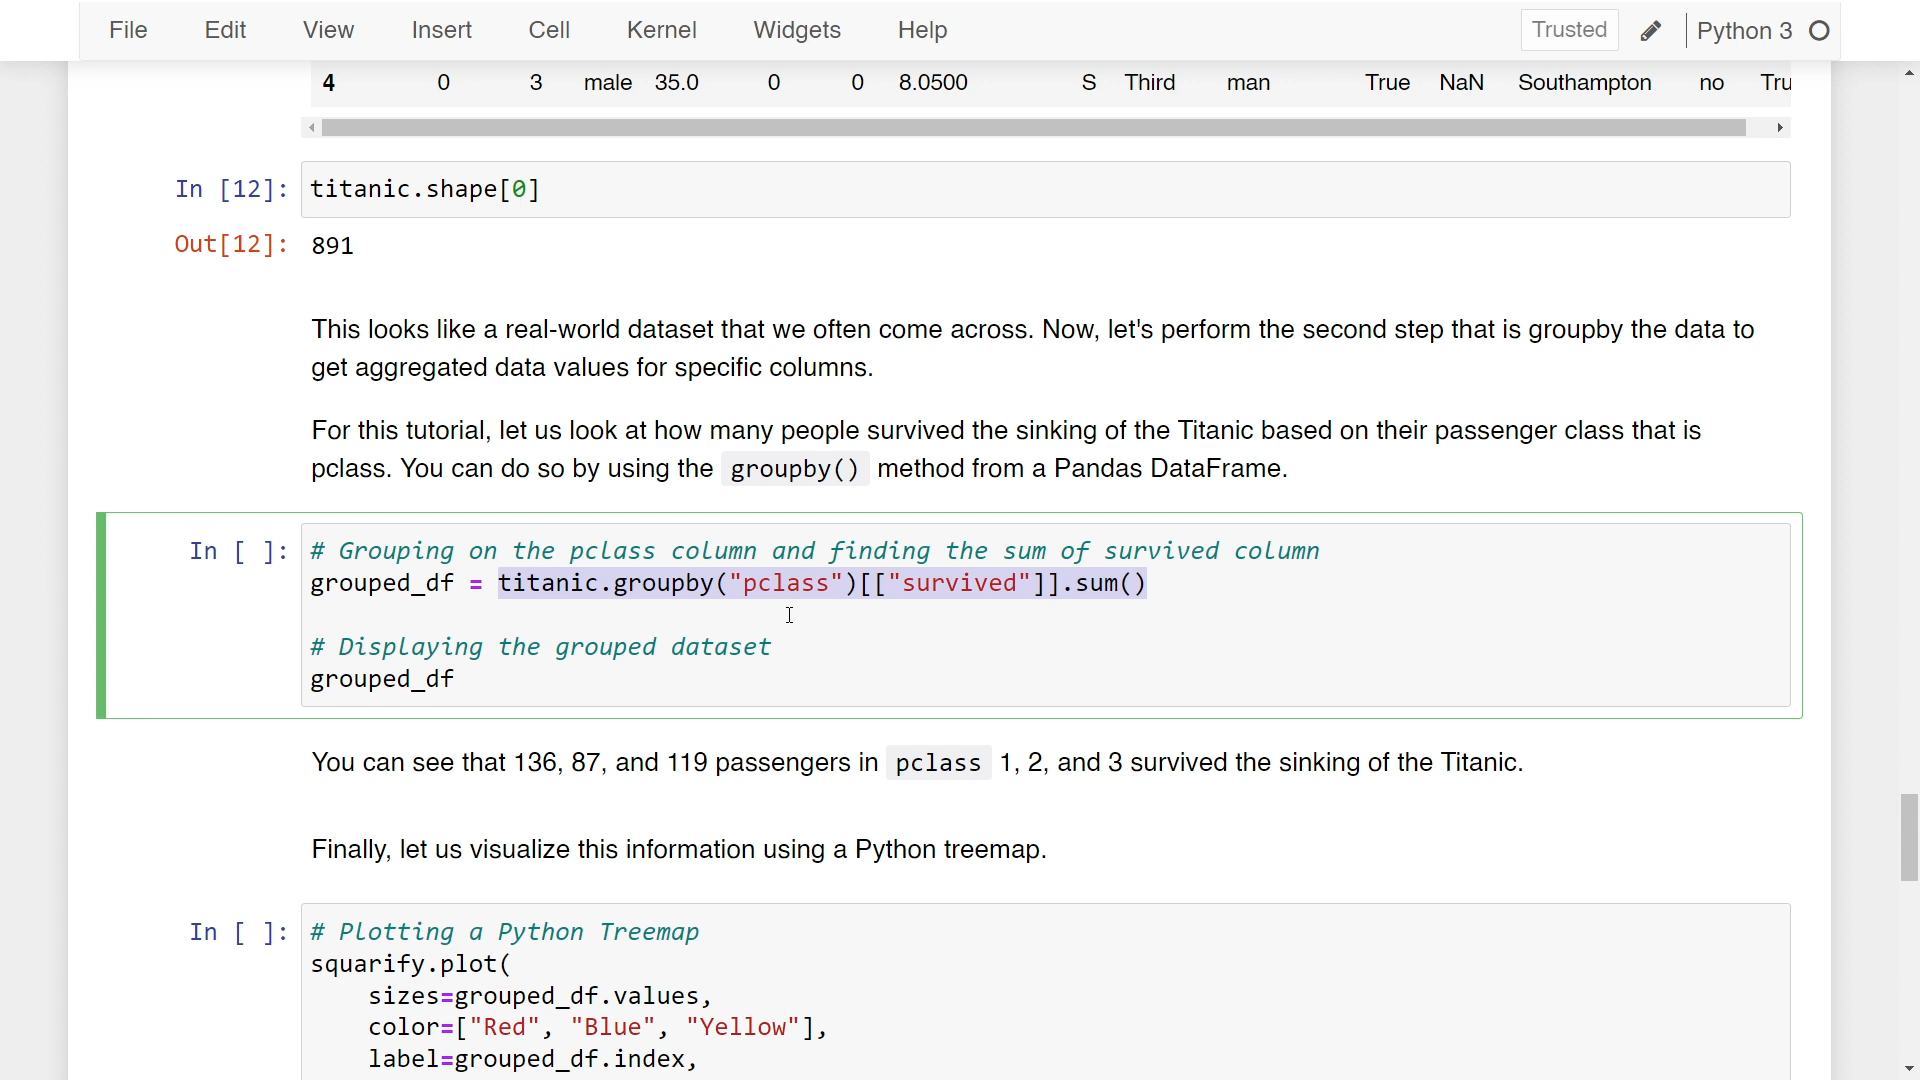 File Edit View Insert Cell Kernel Widgets Help Trusted Python 3
4 0 3 male 35.0 0 0 8.0500 S Third man True NaN Southampton no Tru
In [12]: titanic.shape[0]
Out[12]: 891
This looks like a real-world dataset that we often come across. Now, let's perform the second step that is groupby the data to
get aggregated data values for specific columns.
For this tutorial, let us look at how many people survived the sinking of the Titanic based on their passenger class that is
pclass. You can do so by using the groupby() method from a Pandas DataFrame.
In [ ]: # Grouping on the pclass column and finding the sum of survived column
grouped_df = titanic.groupby("pclass")[["survived"]].sum()
# Displaying the grouped dataset
grouped_df
You can see that 136, 87, and 119 passengers in pclass 1, 2, and 3 survived the sinking of the Titanic.
Finally, let us visualize this information using a Python treemap.
In [ ]: # Plotting a Python Treemap
squarify.plot(
sizes=grouped_df.values,
color=["Red", "Blue", "Yellow"],
label=grouped_df.index,